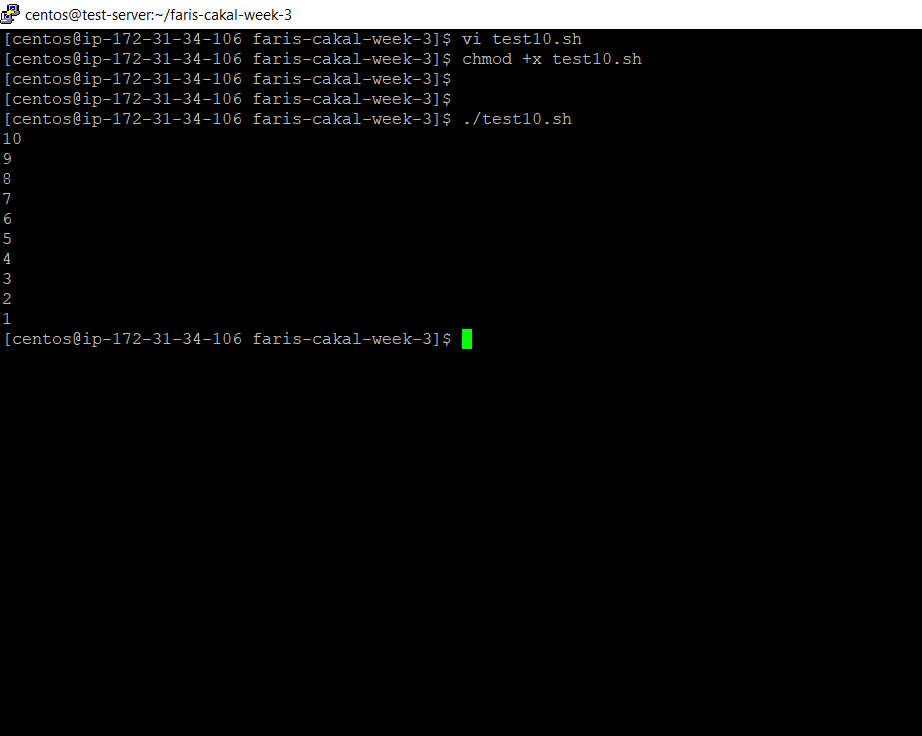 centos@test-server:~/faris-cakal-week-3
[centos@ip-172-31-34-106 faris-cakal-week-3]$ vi test10.sh
[centos@ip-172-31-34-106 faris-cakal-week-3]$ chmod +x test10.sh
[centos@ip-172-31-34-106 faris-cakal-week-3]$
[centos@ip-172-31-34-106 faris-cakal-week-3]$
[centos@ip-172-31-34-106 faris-cakal-week-3]$ ./test10.sh
10
9
8
7
6
5
4
3
2
1
[centos@ip-172-31-34-106 faris-cakal-week-3]$